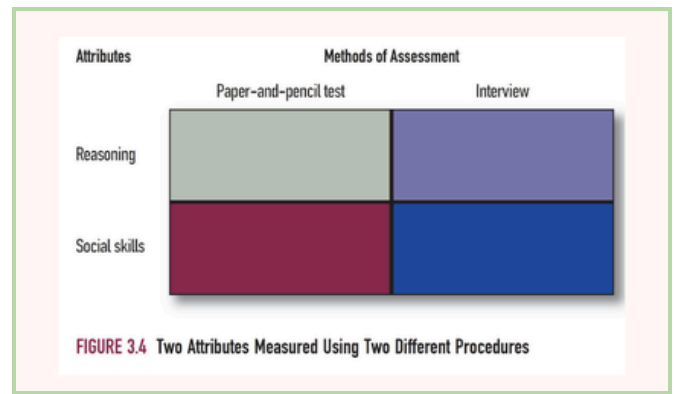 Attributes Methods of Assessment
Paper-and-pencil test Interview
Reasoning
Social skills
FIGURE 3.4 Two Attributes Measured Using Two Different Procedures